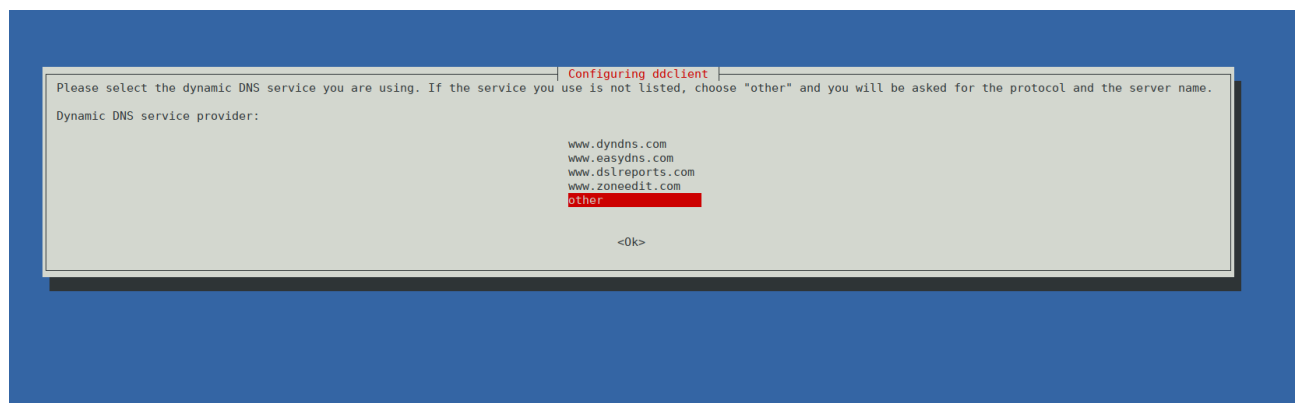 Configuring ddclient
Please select the dynamic DNS service you are using. If the service you use is not listed, choose "other" and you will be asked for the protocol and the server name.
Dynamic DNS service provider:
www.dyndns.com
www.easydns.com
www.dslreports.com
www.zoneedit.com
other
<Ok>